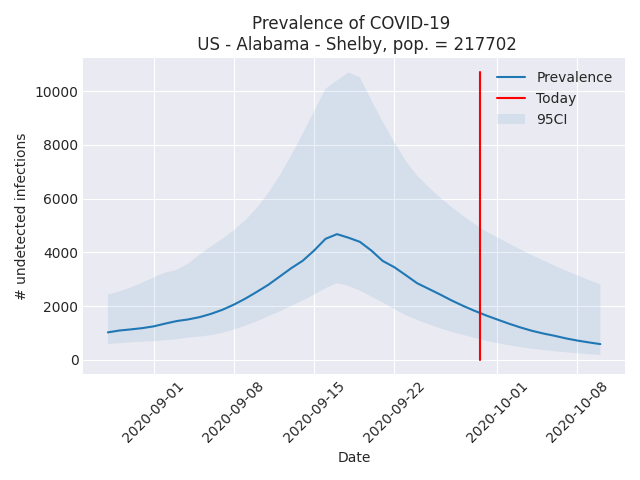 Prevalence of COVID-19
US - Alabama - Shelby, pop. = 217702
Prevalence
Today
95CI
# undetected infections
10000
8000
6000
4000
2000
0
2020-09-01
2020-09-08
2020-09-15
2020-09-22
2020-10-01
2020-10-08
Date